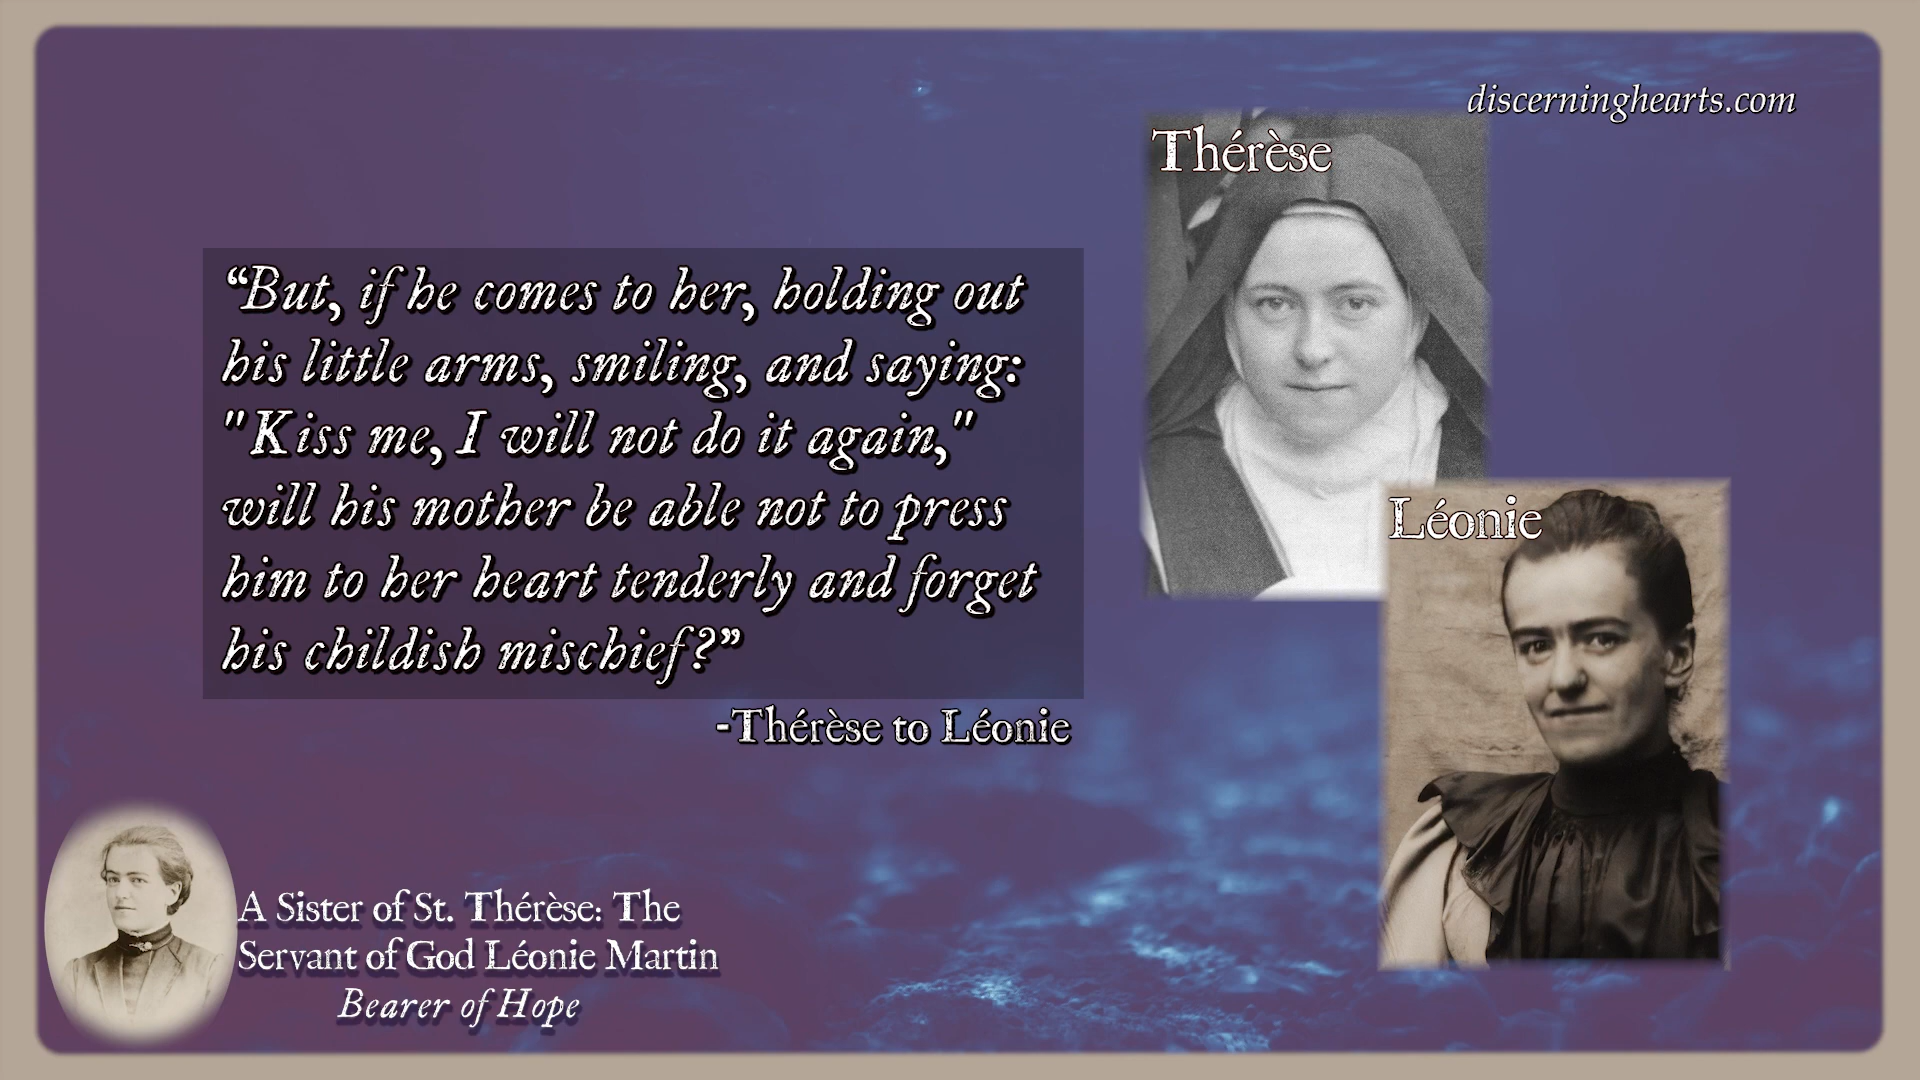 discerninghearts.com
Thérèse
“But, if he comes to her, holding out
his little arms, smiling, and saying:
"Kiss me, I will not do it again,"
will his mother be able not to press
him to her heart tenderly and forget
his childish mischief?”
-Thérèse to Léonie
Léonie
A Sister of St. Thérèse: The
Servant of God Léonie Martin
Bearer of Hope